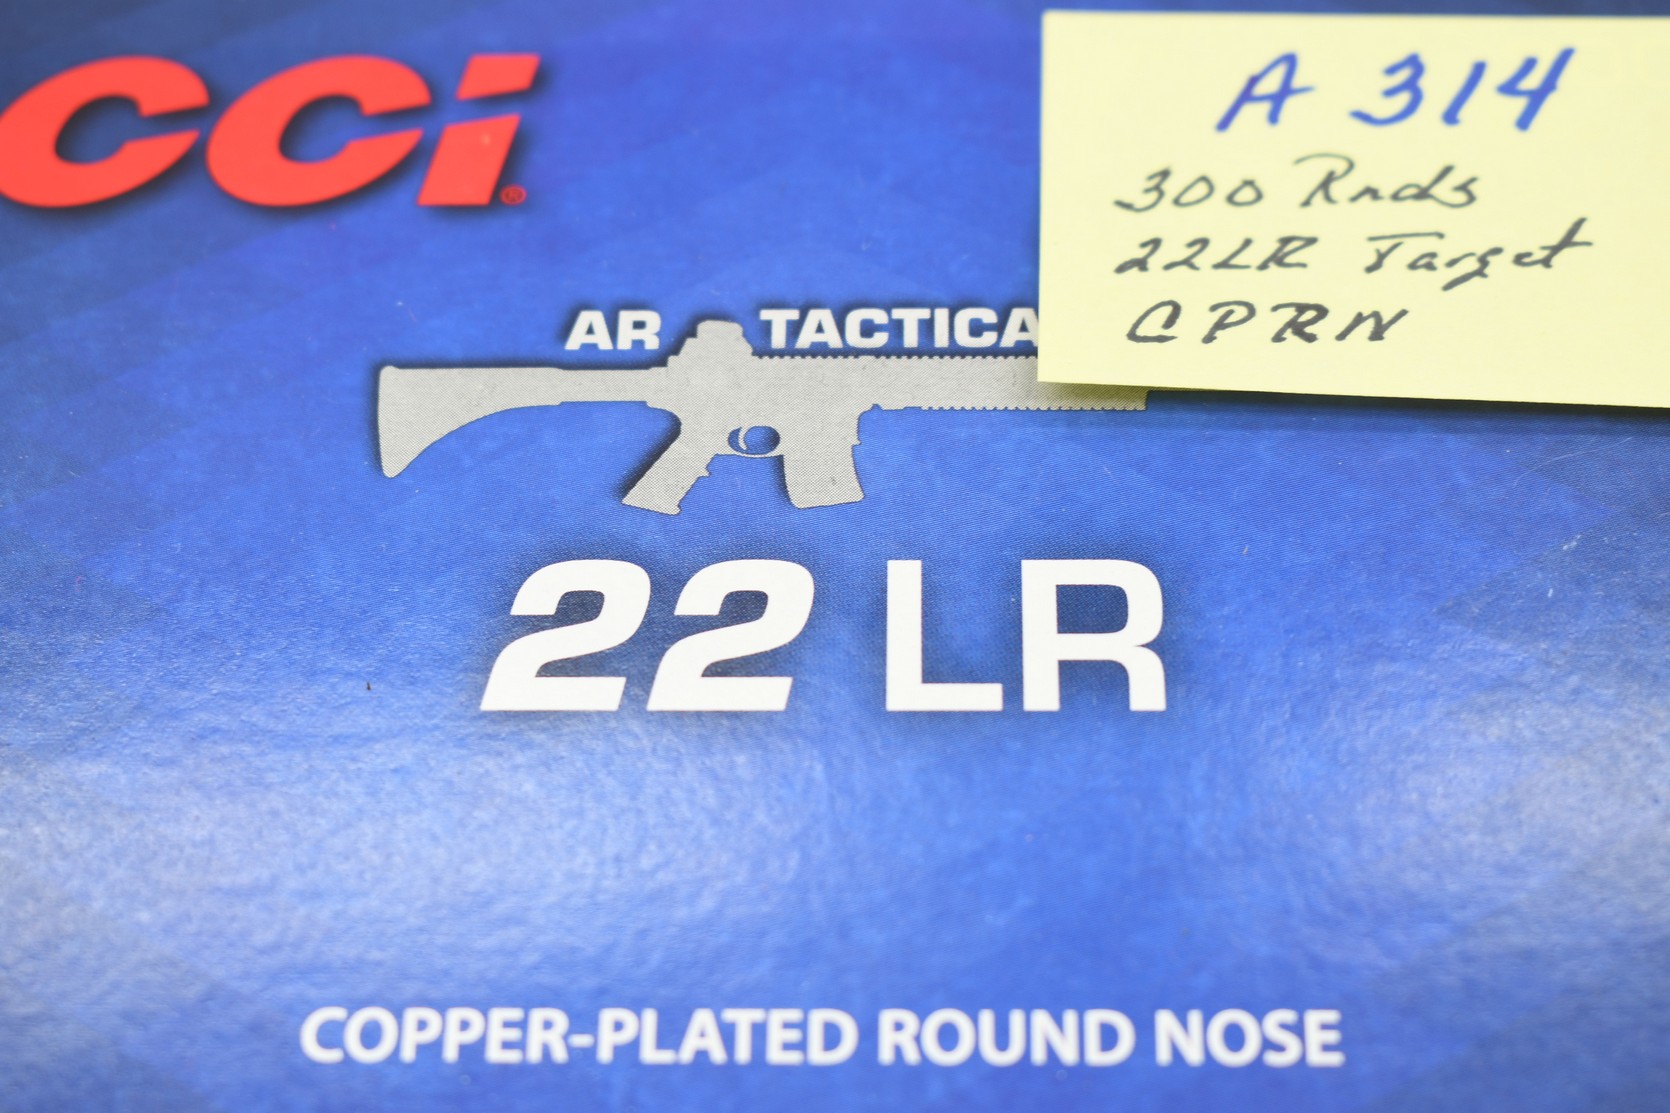 CCi®
A 314
300 Rnds
22LR Target
CPRN
AR TACTICA
22 LR
COPPER-PLATED ROUND NOSE